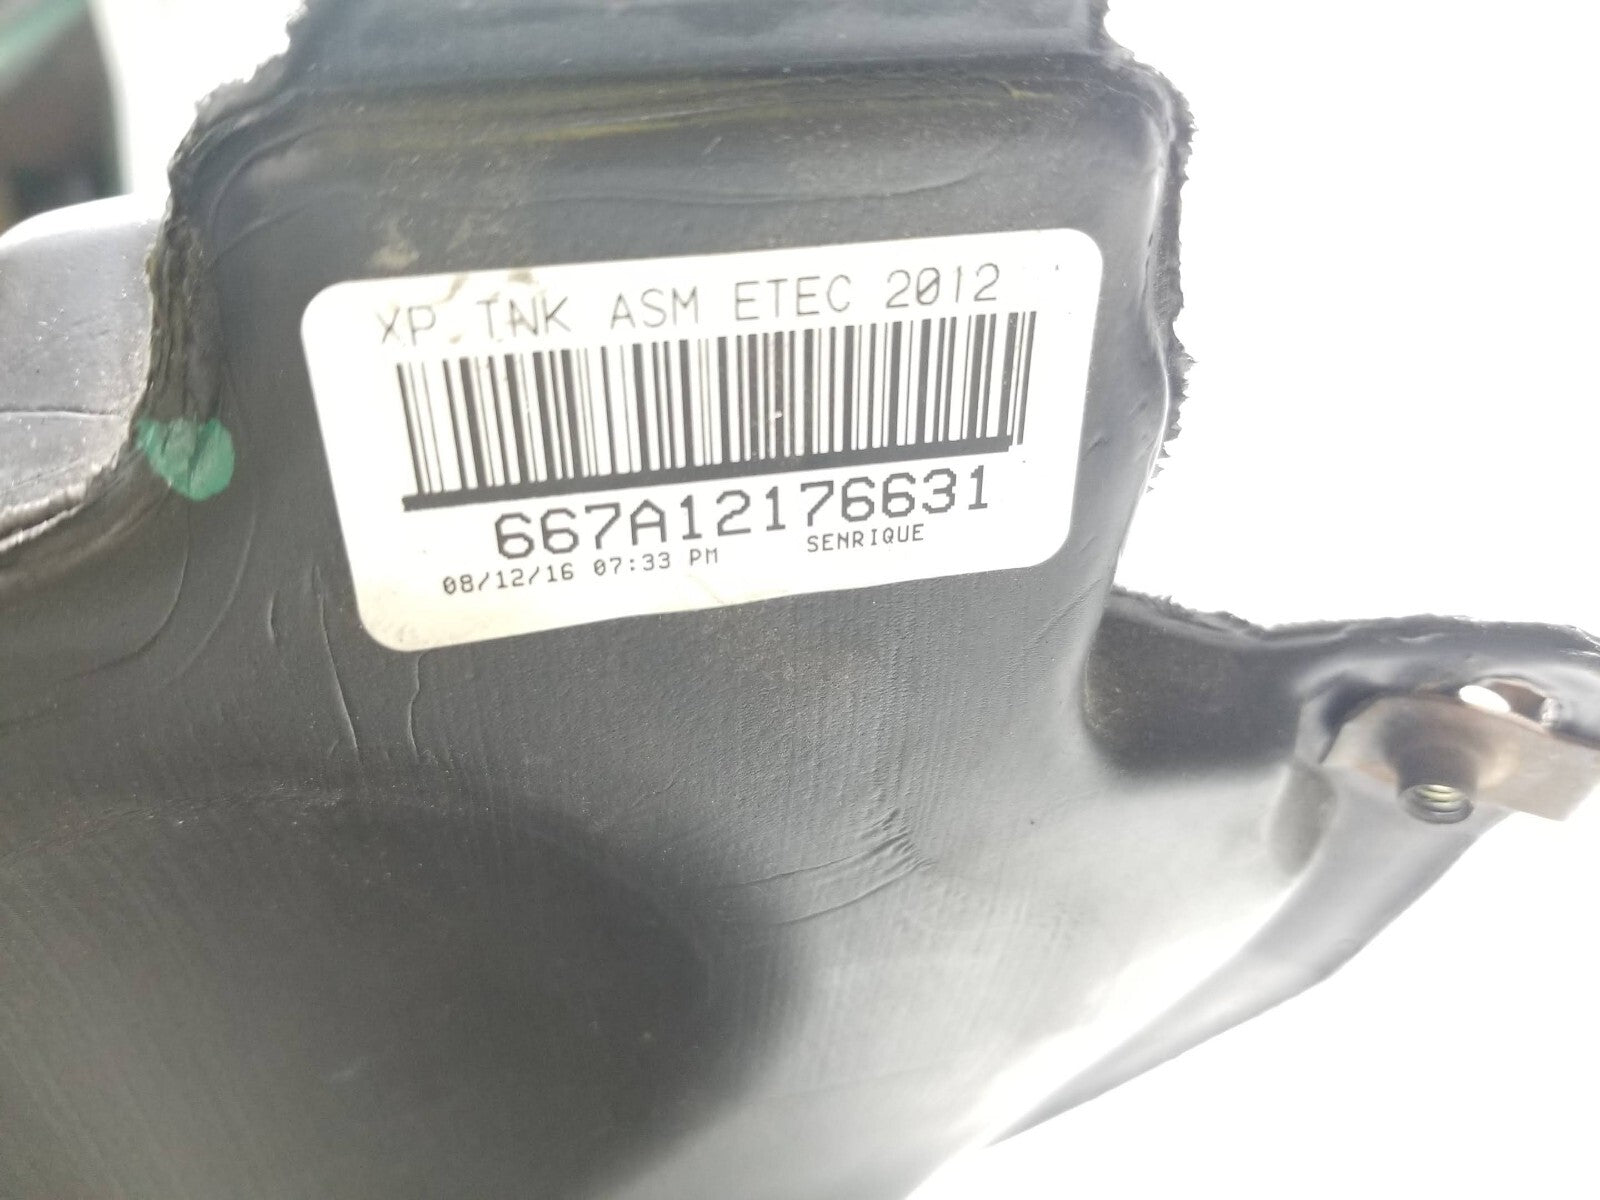 XP TNK ASM ETEC 2012
667A12176631
08/12/16 07:33 PM SENRIQUE